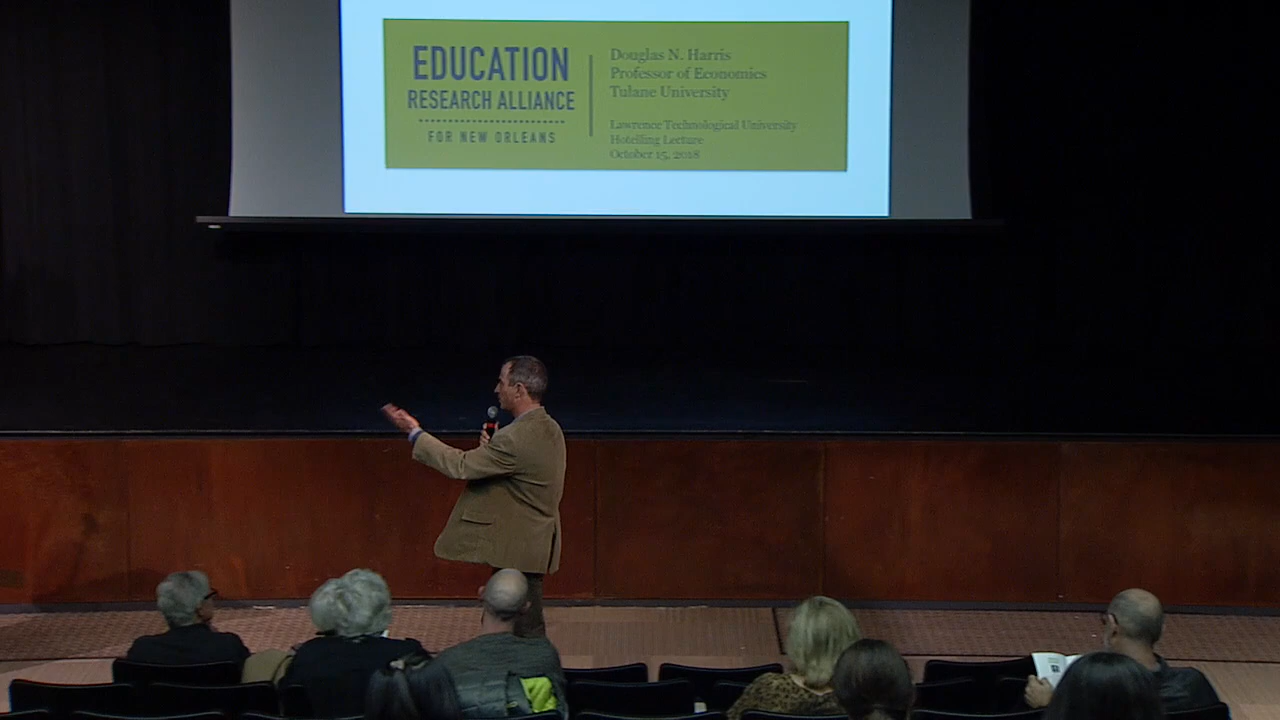 EDUCATION
RESEARCH ALLIANCE
FOR NEW ORLEANS
Douglas N. Harris
Professor of Economics
Tulane University
Lawrence Technological University
Hotelling Lecture
October 15, 2018